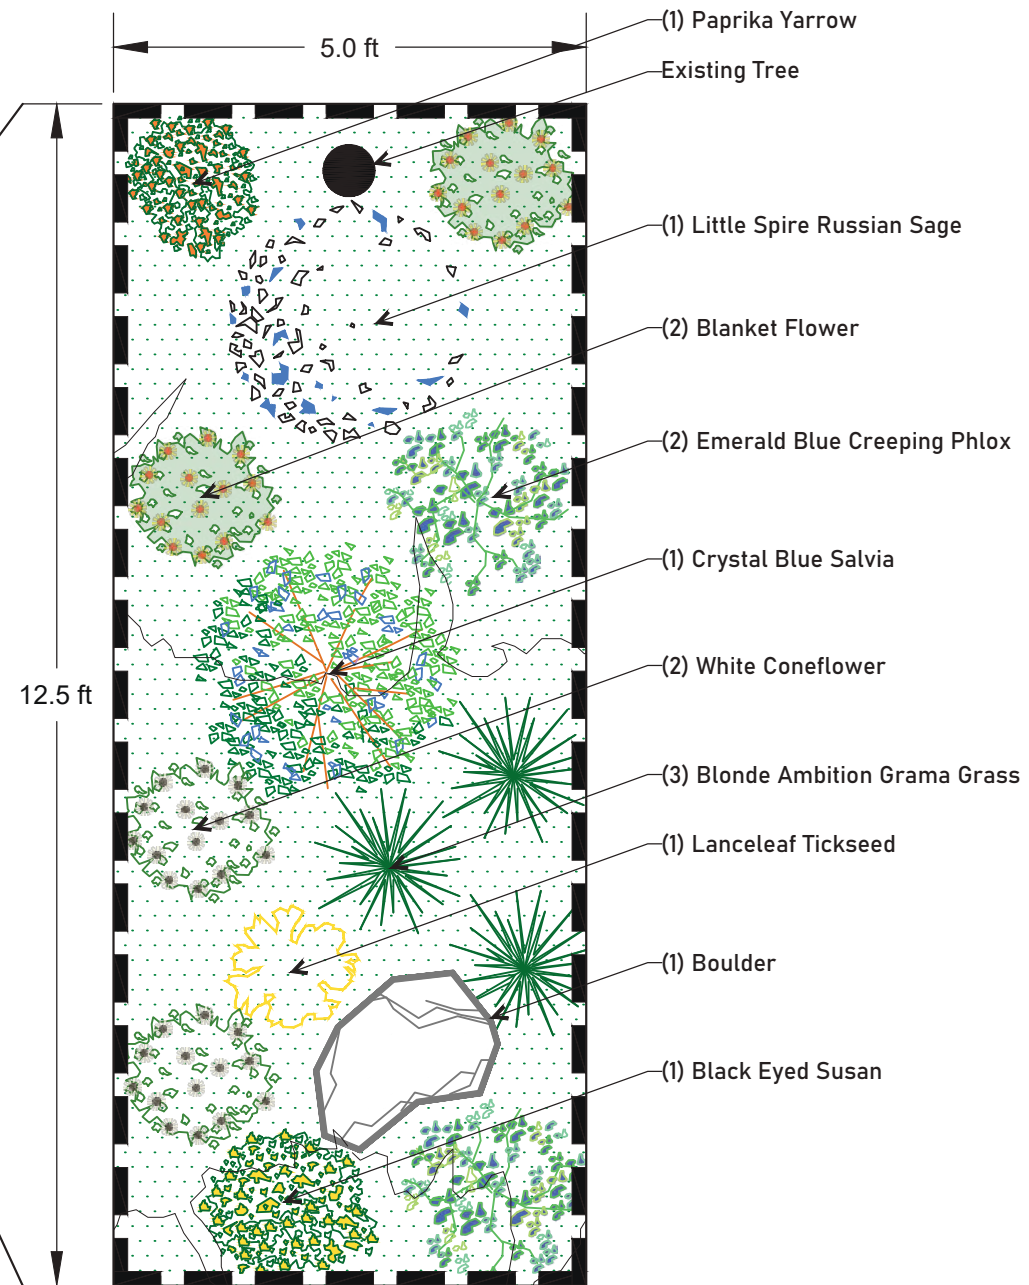 (1) Paprika Yarrow
5.0 ft
Existing Tree
(1) Little Spire Russian Sage
(2) Blanket Flower
(2) Emerald Blue Creeping Phlox
(1) Crystal Blue Salvia
(2) White Coneflower
12.5 ft
(3) Blonde Ambition Grama Grass
(1) Lanceleaf Tickseed
(1) Boulder
(1) Black Eyed Susan